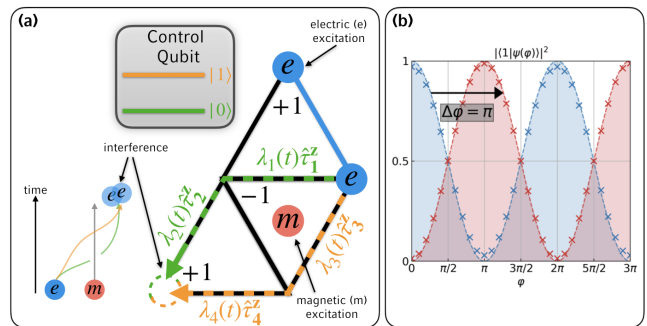 (a)
Control
Qubit
|1⟩
|0⟩
electric (e)
excitation
e
+1
interference
λ₁(t)τ̂₁ᶻ
e
time
e e
λ₂(t)τ̂₂ᶻ
−1
m
λ₃(t)τ̂₃ᶻ
+1
e
m
λ₄(t)τ̂₄ᶻ
magnetic (m)
excitation
(b)
|⟨1|ψ(φ)⟩|²
1
Δφ = π
0.5
0
0 π/2 π 3π/2 2π 5π/2 3π
φ